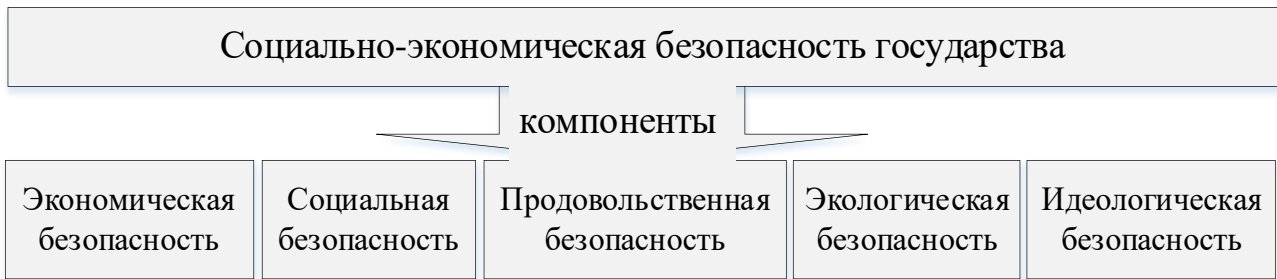 Социально-экономическая безопасность государства
компоненты
Экономическая
безопасность
Социальная
безопасность
Продовольственная
безопасность
Экологическая
безопасность
Идеологическая
безопасность